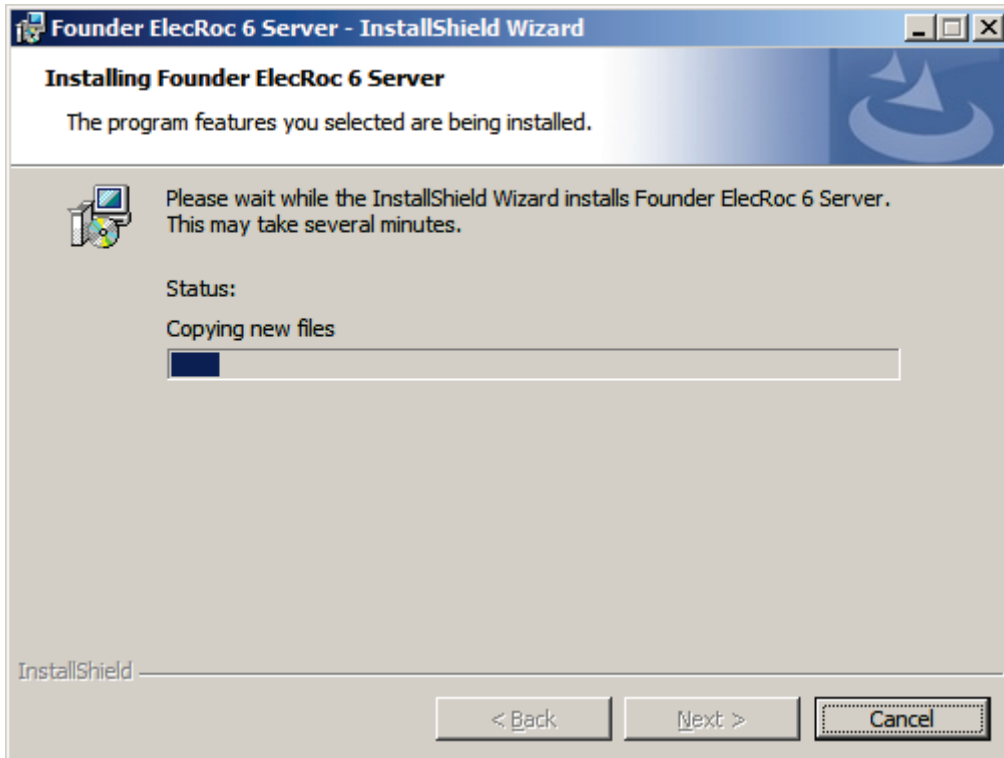 Founder ElecRoc 6 Server - InstallShield Wizard
Installing Founder ElecRoc 6 Server
The program features you selected are being installed.
Please wait while the InstallShield Wizard installs Founder ElecRoc 6 Server.
This may take several minutes.
Status:
Copying new files
InstallShield
< Back Next > Cancel